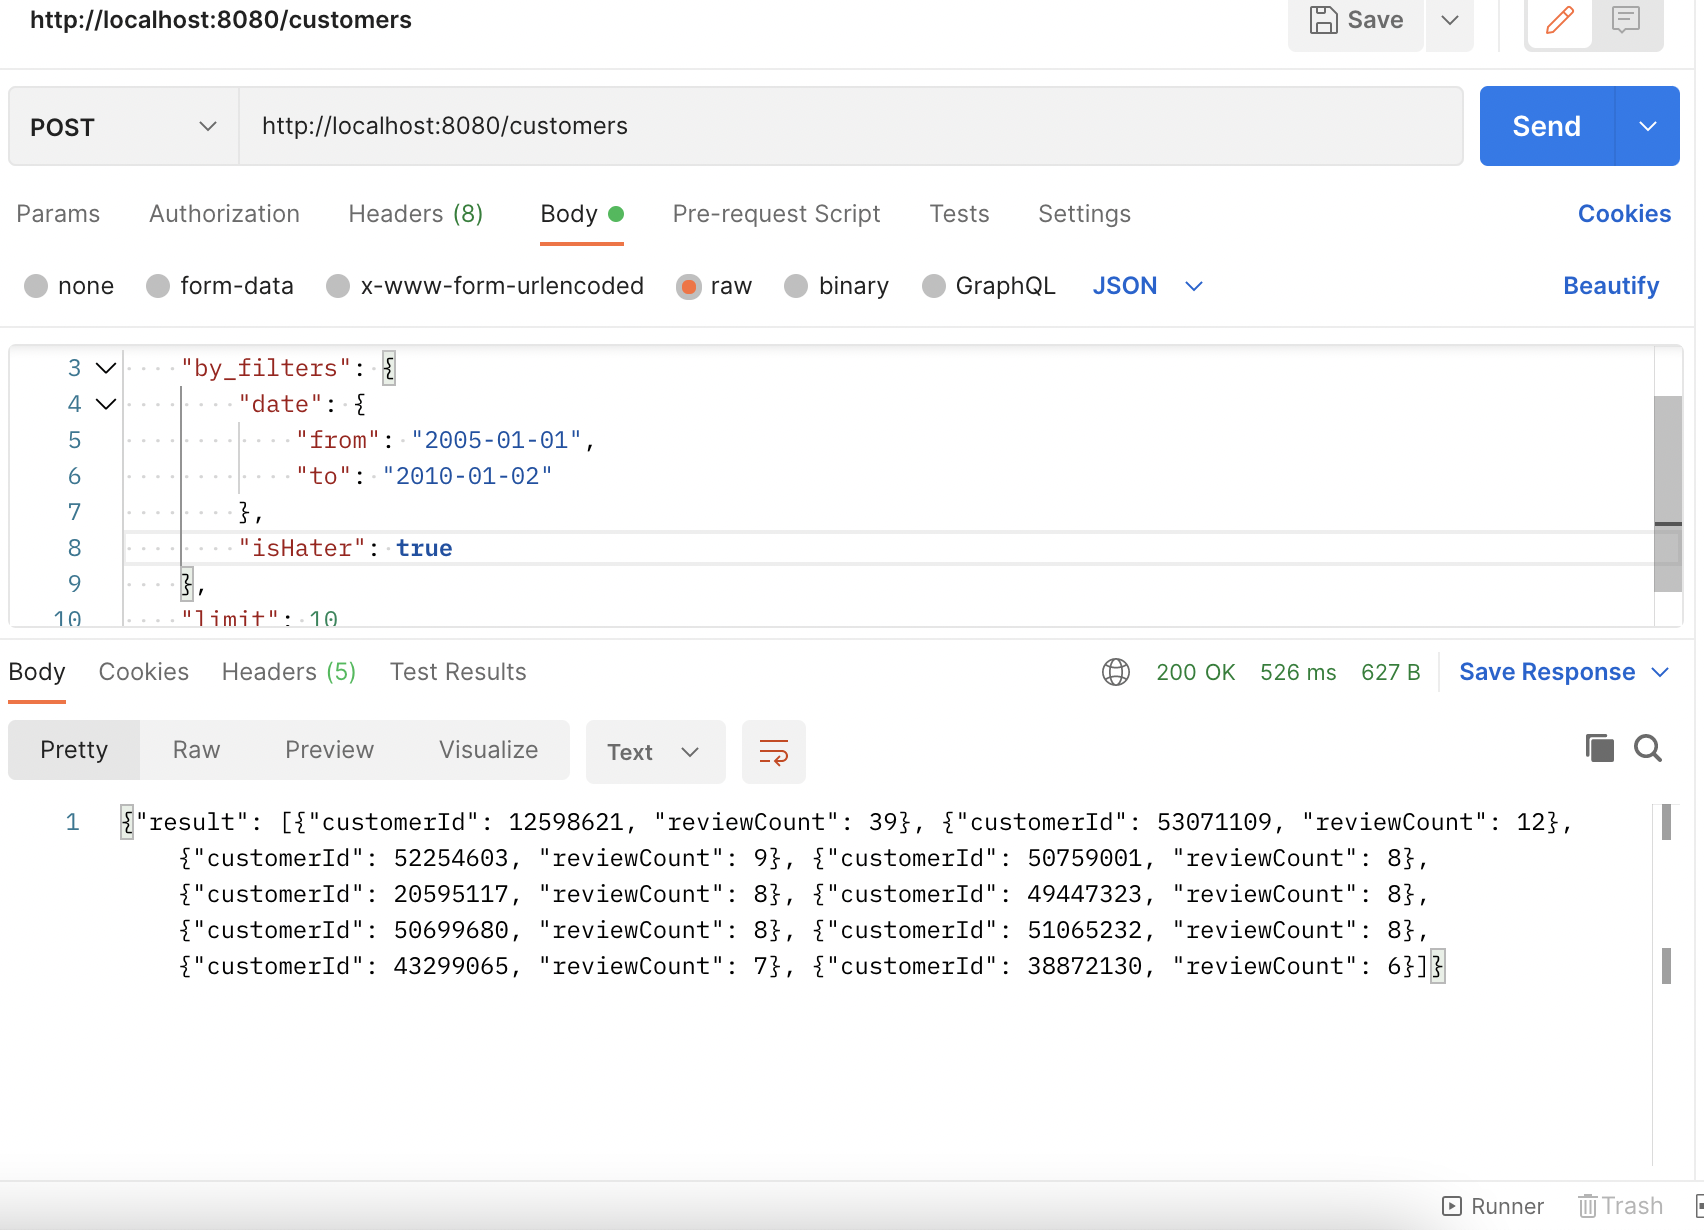 http://localhost:8080/customers
Save
POST
http://localhost:8080/customers
Send
Params Authorization Headers (8) Body Pre-request Script Tests Settings Cookies
none form-data x-www-form-urlencoded raw binary GraphQL JSON Beautify
3 "by_filters": {
4 "date": {
5 "from": "2005-01-01",
6 "to": "2010-01-02"
7 },
8 "isHater": true
9 },
10 "limit": 10
Body Cookies Headers (5) Test Results 200 OK 526 ms 627 B Save Response
Pretty Raw Preview Visualize Text
1 {"result": [{"customerId": 12598621, "reviewCount": 39}, {"customerId": 53071109, "reviewCount": 12},
{"customerId": 52254603, "reviewCount": 9}, {"customerId": 50759001, "reviewCount": 8},
{"customerId": 20595117, "reviewCount": 8}, {"customerId": 49447323, "reviewCount": 8},
{"customerId": 50699680, "reviewCount": 8}, {"customerId": 51065232, "reviewCount": 8},
{"customerId": 43299065, "reviewCount": 7}, {"customerId": 38872130, "reviewCount": 6}]}
Runner Trash